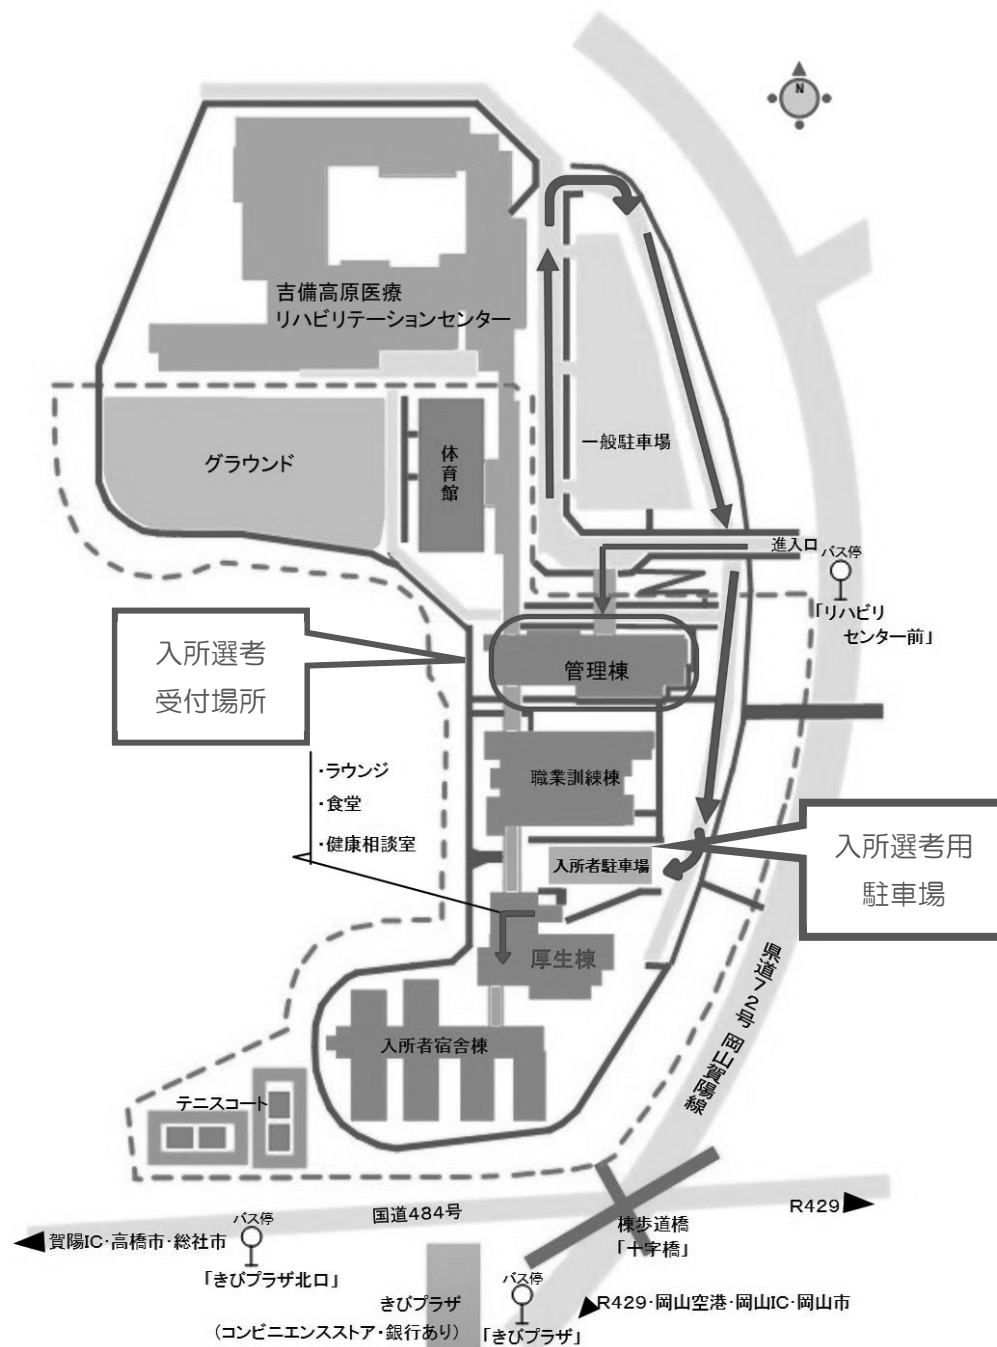 N
吉備高原医療
リハビリテーションセンター
一般駐車場
グラウンド
体育館
進入口
バス停
「リハビリ
センター前」
入所選考
受付場所
管理棟
・ラウンジ
・食堂
・健康相談室
職業訓練棟
入所者駐車場
入所選考用
駐車場
厚生棟
県道72号 岡山賀陽線
入所者宿舎棟
テニスコート
国道484号
R429
バス停
賀陽IC・高橋市・総社市
「きびプラザ北口」
棟歩道橋
「十字橋」
バス停
きびプラザ
(コンビニエンスストア・銀行あり)
「きびプラザ」
R429・岡山空港・岡山IC・岡山市